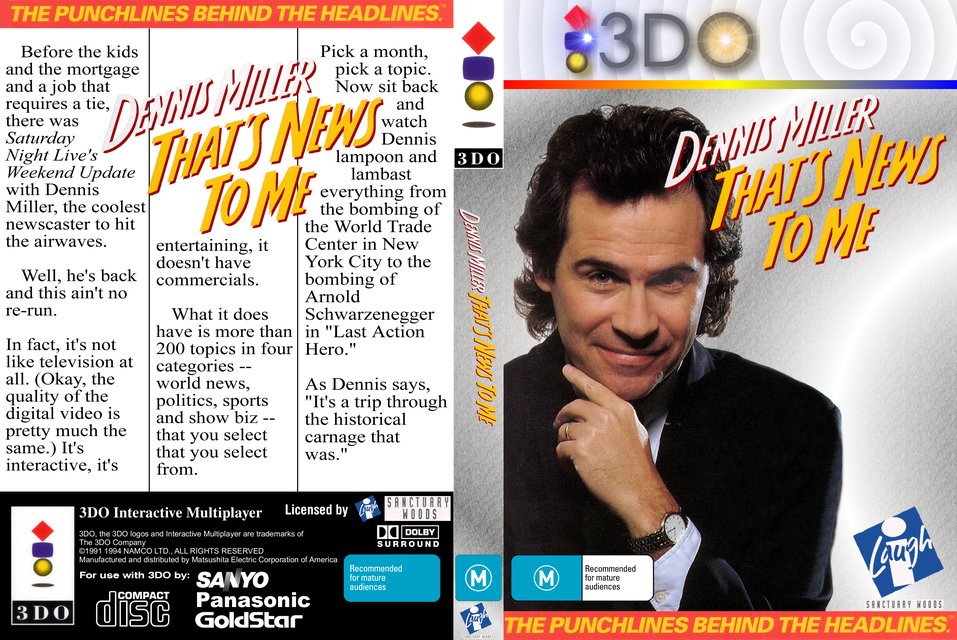 THE PUNCHLINES BEHIND THE HEADLINES.™
Before the kids
and the mortgage
and a job that
requires a tie,
there was
Saturday
Night Live's
Weekend Update
with Dennis
Miller, the coolest
newscaster to hit
the airwaves.
Well, he's back
and this ain't no
re-run.
In fact, it's not
like television at
all. (Okay, the
quality of the
digital video is
pretty much the
same.) It's
interactive, it's
DENNIS MILLER
THAT'S NEWS
TO ME
entertaining, it
doesn't have
commercials.
What it does
have is more than
200 topics in four
categories --
world news,
politics, sports
and show biz --
that you select
that you select
from.
Pick a month,
pick a topic.
Now sit back
and
watch
Dennis
lampoon and
lambast
everything from
the bombing of
the World Trade
Center in New
York City to the
bombing of
Arnold
Schwarzenegger
in "Last Action
Hero."
As Dennis says,
"It's a trip through
the historical
carnage that
was."
3DO
3DO Interactive Multiplayer
3DO, the 3DO logos and Interactive Multiplayer are trademarks of
The 3DO Company
©1991 1994 NAMCO LTD., ALL RIGHTS RESERVED
Manufactured and distributed by Matsushita Electric Corporation of America
For use with 3DO by:
COMPACT
disc
SANYO
Panasonic
GoldStar
Licensed by
Laugh
SANCTUARY
WOODS
DOLBY
SURROUND
Recommended
for mature
audiences
3DO
DENNIS MILLER THAT'S NEWS TO ME
M
Laugh
3DO
DENNIS MILLER
THAT'S NEWS
TO ME
M
Recommended
for mature
audiences
Laugh
SANCTUARY WOODS
THE PUNCHLINES BEHIND THE HEADLINES.™